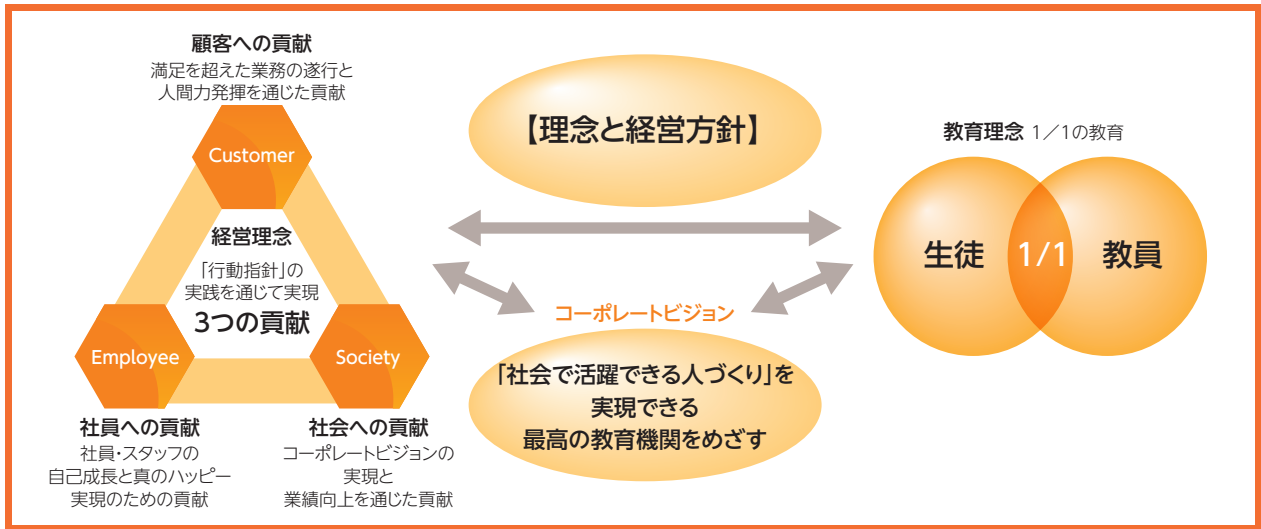 顧客への貢献
満足を超えた業務の遂行と
人間力発揮を通じた貢献
Customer
経営理念
「行動指針」の
実践を通じて実現
3つの貢献
Employee
Society
社員への貢献
社員・スタッフの
自己成長と真のハッピー
実現のための貢献
社会への貢献
コーポレートビジョンの
実現と
業績向上を通じた貢献
【理念と経営方針】
コーポレートビジョン
「社会で活躍できる人づくり」を
実現できる
最高の教育機関をめざす
教育理念 1／1の教育
生徒 1/1 教員